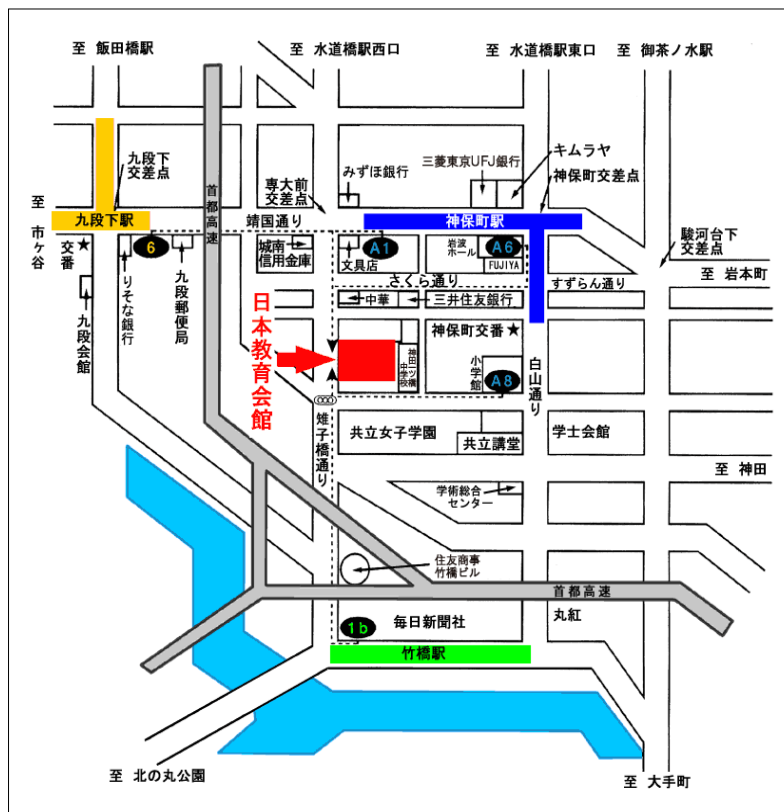 至 飯田橋駅
至 水道橋駅西口
至 水道橋駅東口
至 御茶ノ水駅
九段下
交差点
首都高速
みずほ銀行
三菱東京UFJ銀行
キムラヤ
神保町交差点
専大前
交差点
至
市ヶ谷
九段下駅
靖国通り
神保町駅
駿河台下
交差点
交番★
6
城南
信用金庫
文具店
A1
岩波
ホール
A6
FUJIYA
りそな銀行
九段郵便局
九段会館
さくら通り
すずらん通り
至 岩本町
中華
三井住友銀行
日本教育会館
神田一ツ橋
中学校
神保町交番★
小学館
A8
白山通り
雉子橋通り
共立女子学園
共立講堂
学士会館
至 神田
学術総合
センター
住友商事
竹橋ビル
首都高速
1b
毎日新聞社
丸紅
竹橋駅
至 北の丸公園
至 大手町